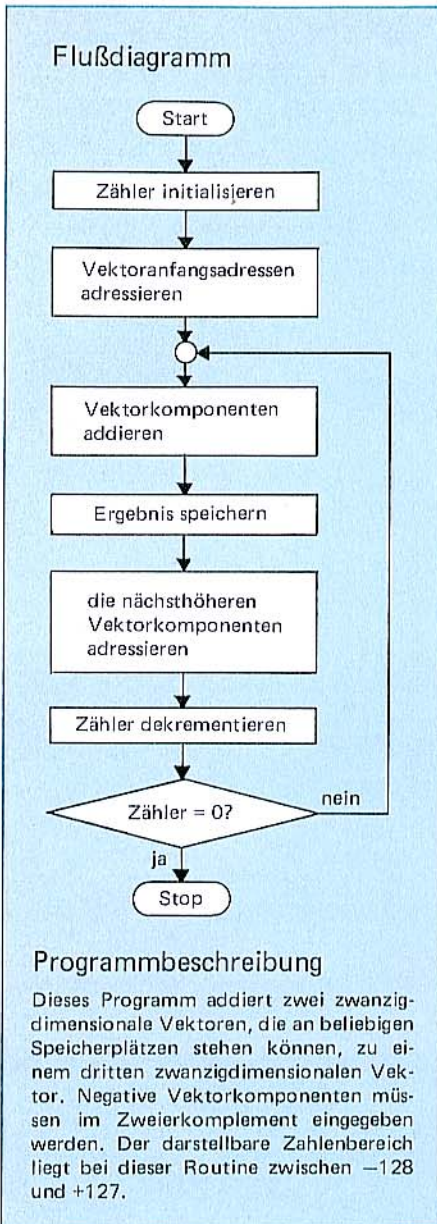 Flußdiagramm
Start
Zähler initialisieren
Vektoranfangsadressen
adressieren
Vektorkomponenten
addieren
Ergebnis speichern
die nächsthöheren
Vektorkomponenten
adressieren
Zähler dekrementieren
Zähler = 0?
nein
ja
Stop
Programmbeschreibung
Dieses Programm addiert zwei zwanzig-
dimensionale Vektoren, die an beliebigen
Speicherplätzen stehen können, zu ei-
nem dritten zwanzigdimensionalen Vek-
tor. Negative Vektorkomponenten müs-
sen im Zweierkomplement eingegeben
werden. Der darstellbare Zahlenbereich
liegt bei dieser Routine zwischen —128
und +127.